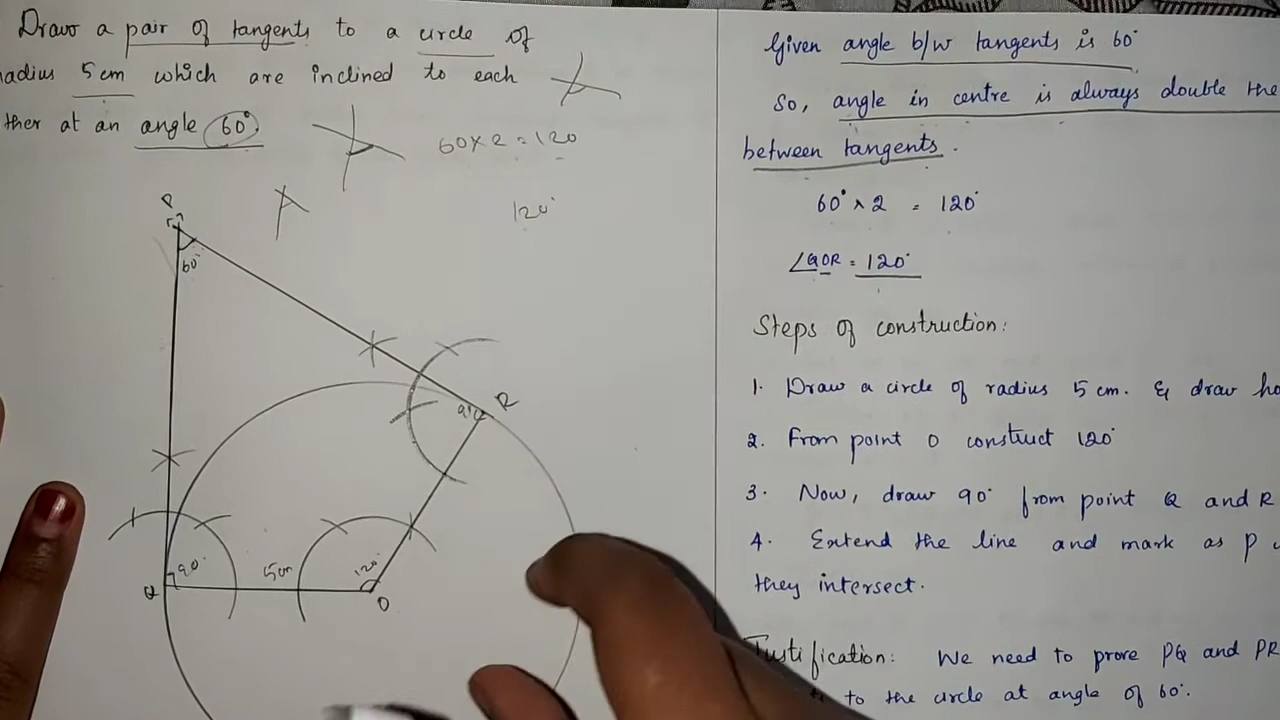 Draw a pair of tangents to a circle of
radius 5 cm which are inclined to each
ther at an angle 60°.
60 × 2 = 120
120°
P
60°
R
90°
Q
90°
5cm
120°
O
Given angle b/w tangents is 60°
So, angle in centre is always double the
between tangents.
60° × 2 = 120°
∠QOR = 120°
Steps of construction:
1. Draw a circle of radius 5 cm. & draw
2. From point O construct 120°
3. Now, draw 90° from point Q and R
4. Extend the line and mark as P
they intersect.
Justification: We need to prove PQ and PR
to the circle at angle of 60°.